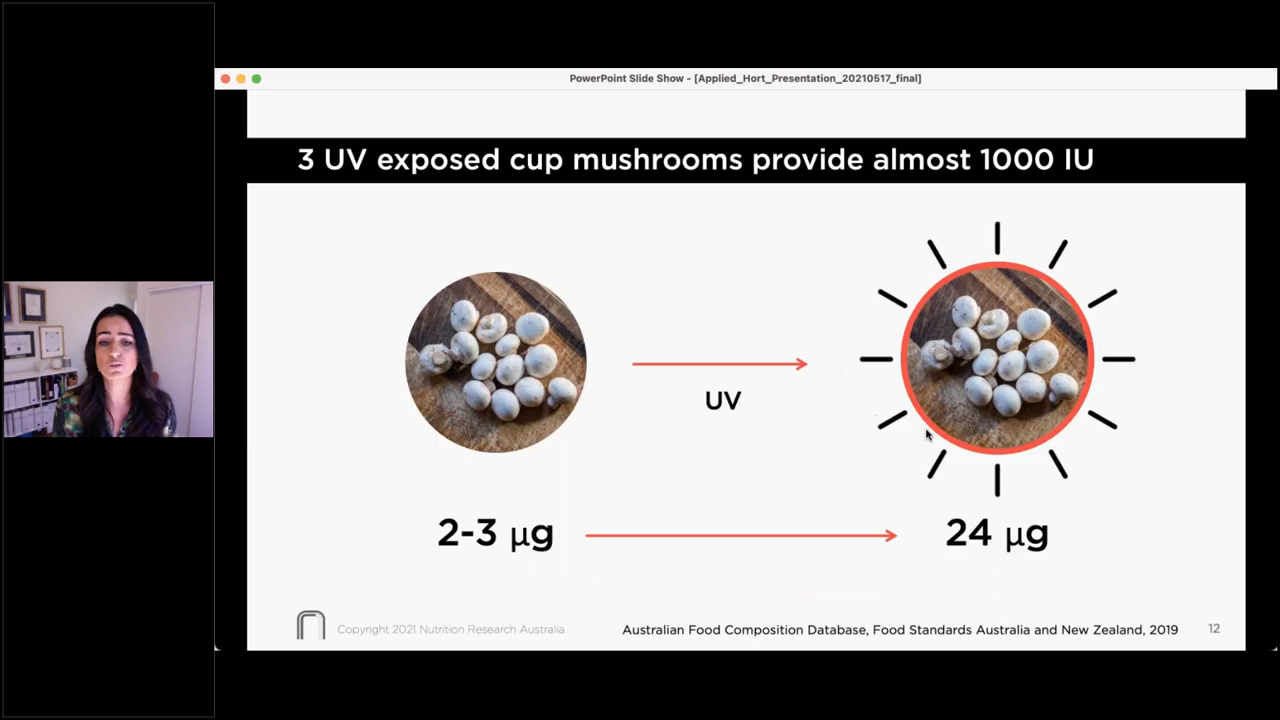 PowerPoint Slide Show - [Applied_Hort_Presentation_20210517_final]
3 UV exposed cup mushrooms provide almost 1000 IU
UV
2-3 µg
24 µg
Copyright 2021 Nutrition Research Australia
Australian Food Composition Database, Food Standards Australia and New Zealand, 2019
12